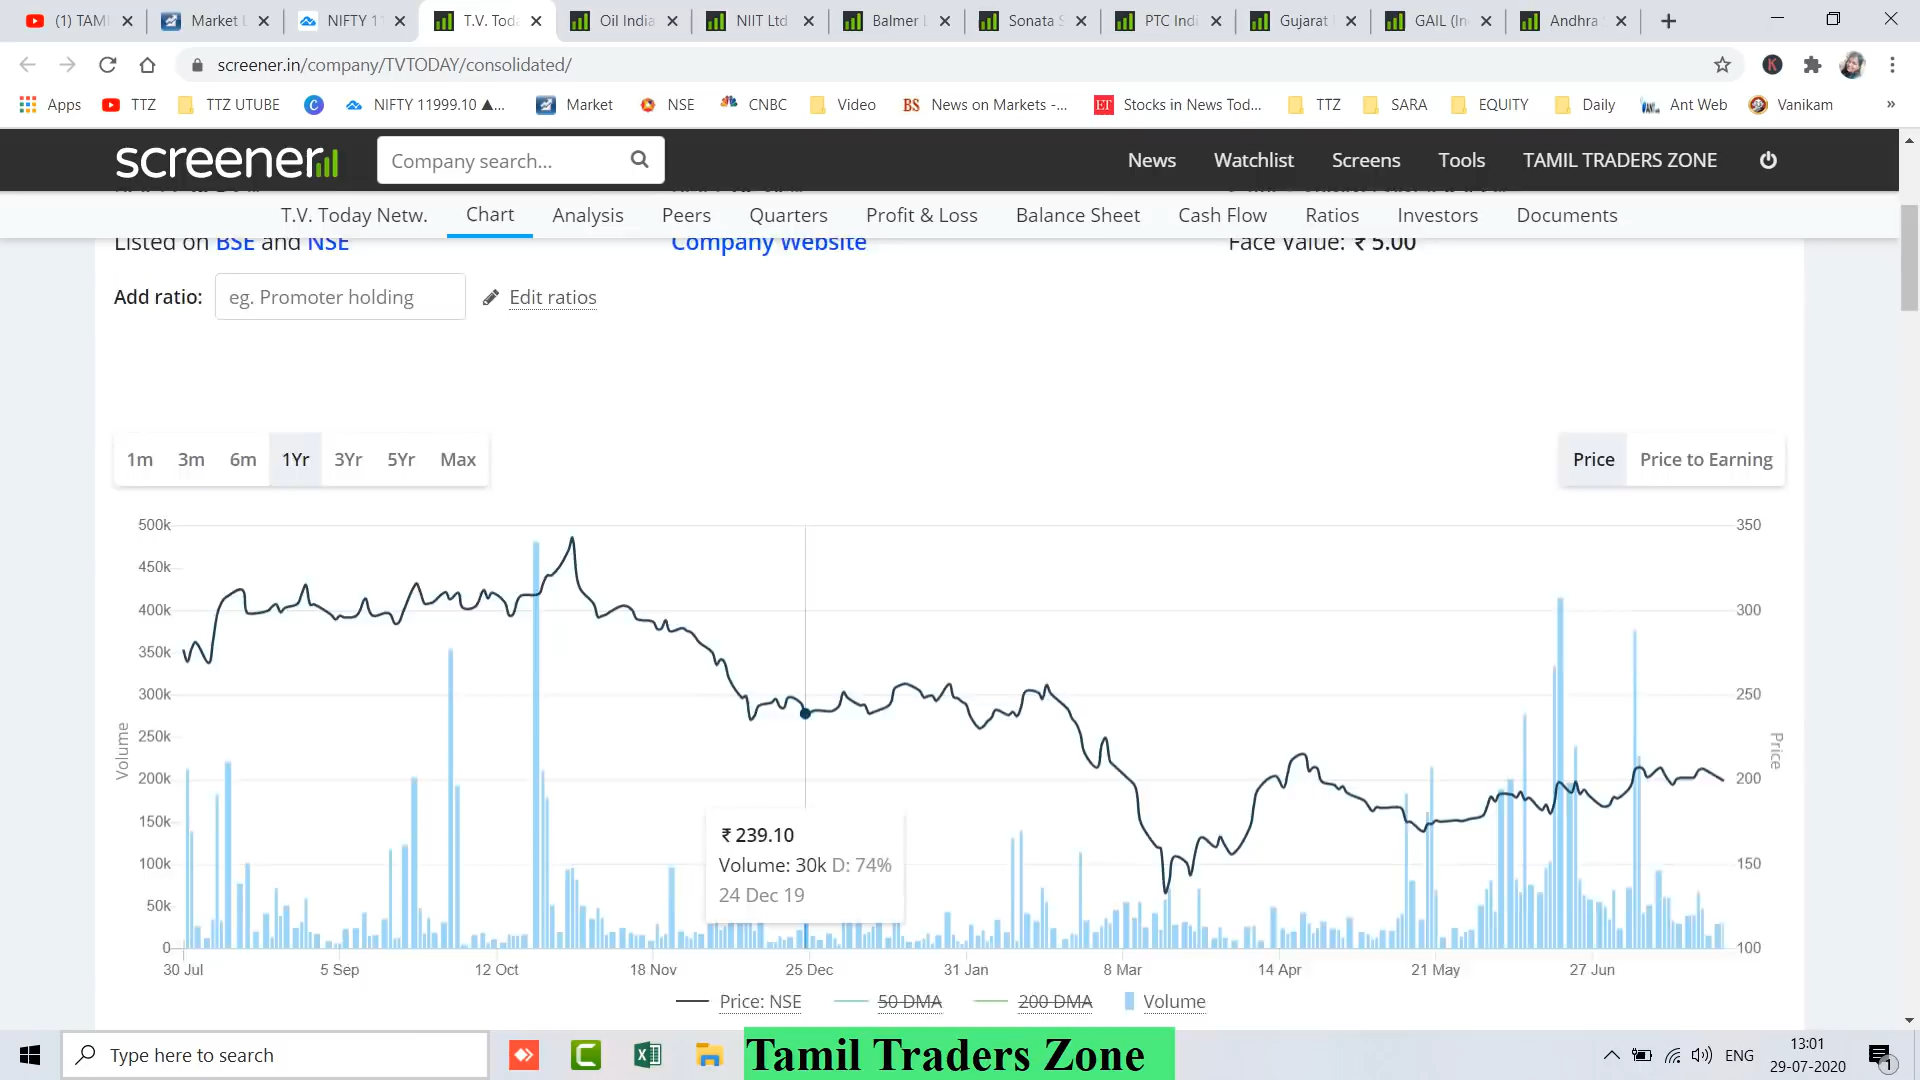 (1) TAMI
Market L
NIFTY 11
T.V. Toda
Oil India
NIIT Ltd
Balmer L
Sonata S
PTC Indi
Gujarat
GAIL (In
Andhra
screener.in/company/TVTODAY/consolidated/
K
Apps
TTZ
TTZ UTUBE
C
NIFTY 11999.10 ▲...
Market
NSE
CNBC
Video
BS News on Markets -...
ET Stocks in News Tod...
TTZ
SARA
EQUITY
Daily
Ant Web
Vanikam
»
screener
Company search...
News
Watchlist
Screens
Tools
TAMIL TRADERS ZONE
T.V. Today Netw.
Chart
Analysis
Peers
Quarters
Profit & Loss
Balance Sheet
Cash Flow
Ratios
Investors
Documents
Listed on BSE and NSE
Company Website
Face Value: ₹ 5.00
Add ratio:
eg. Promoter holding
Edit ratios
1m 3m 6m 1Yr 3Yr 5Yr Max
Price
Price to Earning
500k
450k
400k
350k
300k
250k
200k
150k
100k
50k
0
Volume
350
300
250
200
150
100
Price
₹ 239.10
Volume: 30k D: 74%
24 Dec 19
30 Jul
5 Sep
12 Oct
18 Nov
25 Dec
31 Jan
8 Mar
14 Apr
21 May
27 Jun
Price: NSE
50 DMA
200 DMA
Volume
Type here to search
Tamil Traders Zone
ENG
13:01
29-07-2020
1